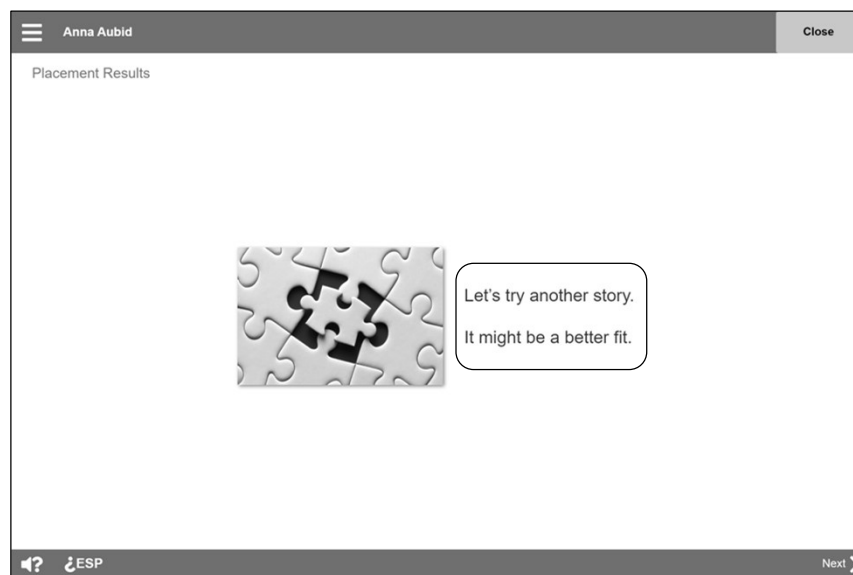 Anna Aubid
Close
Placement Results
Let's try another story.
It might be a better fit.
¿ESP
Next